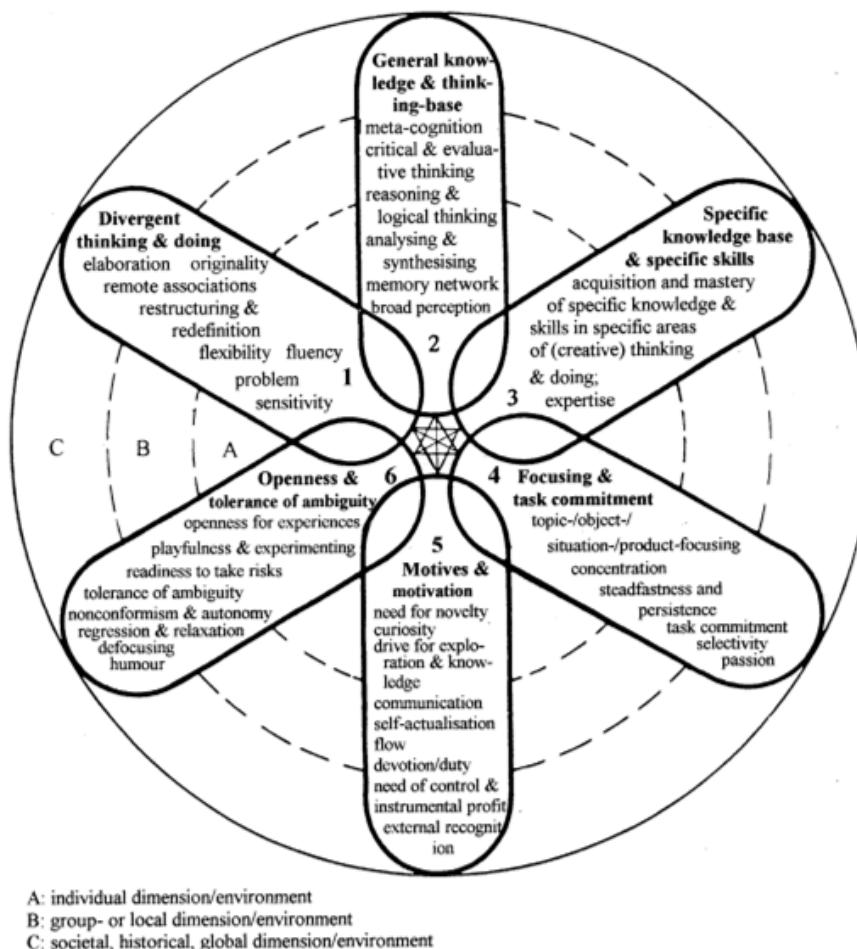 General know-
ledge & think-
ing-base
meta-cognition
critical & evalua-
tive thinking
reasoning &
logical thinking
analysing &
synthesising
memory network
broad perception
2
Divergent
thinking & doing
elaboration originality
remote associations
restructuring &
redefinition
flexibility fluency
problem
sensitivity
1
Specific
knowledge base
& specific skills
acquisition and mastery
of specific knowledge &
skills in specific areas
of (creative) thinking
& doing;
expertise
3
C B A
6
Openness &
tolerance of ambiguity
openness for experiences
playfulness & experimenting
readiness to take risks
tolerance of ambiguity
nonconformism & autonomy
regression & relaxation
defocusing
humour
4
Focusing &
task commitment
topic-/object-/
situation-/product-focusing
concentration
steadfastness and
persistence
task commitment
selectivity
passion
5
Motives &
motivation
need for novelty
curiosity
drive for explo-
ration & know-
ledge
communication
self-actualisation
flow
devotion/duty
need of control &
instrumental profit
external recognit
ion
A: individual dimension/environment
B: group- or local dimension/environment
C: societal, historical, global dimension/environment